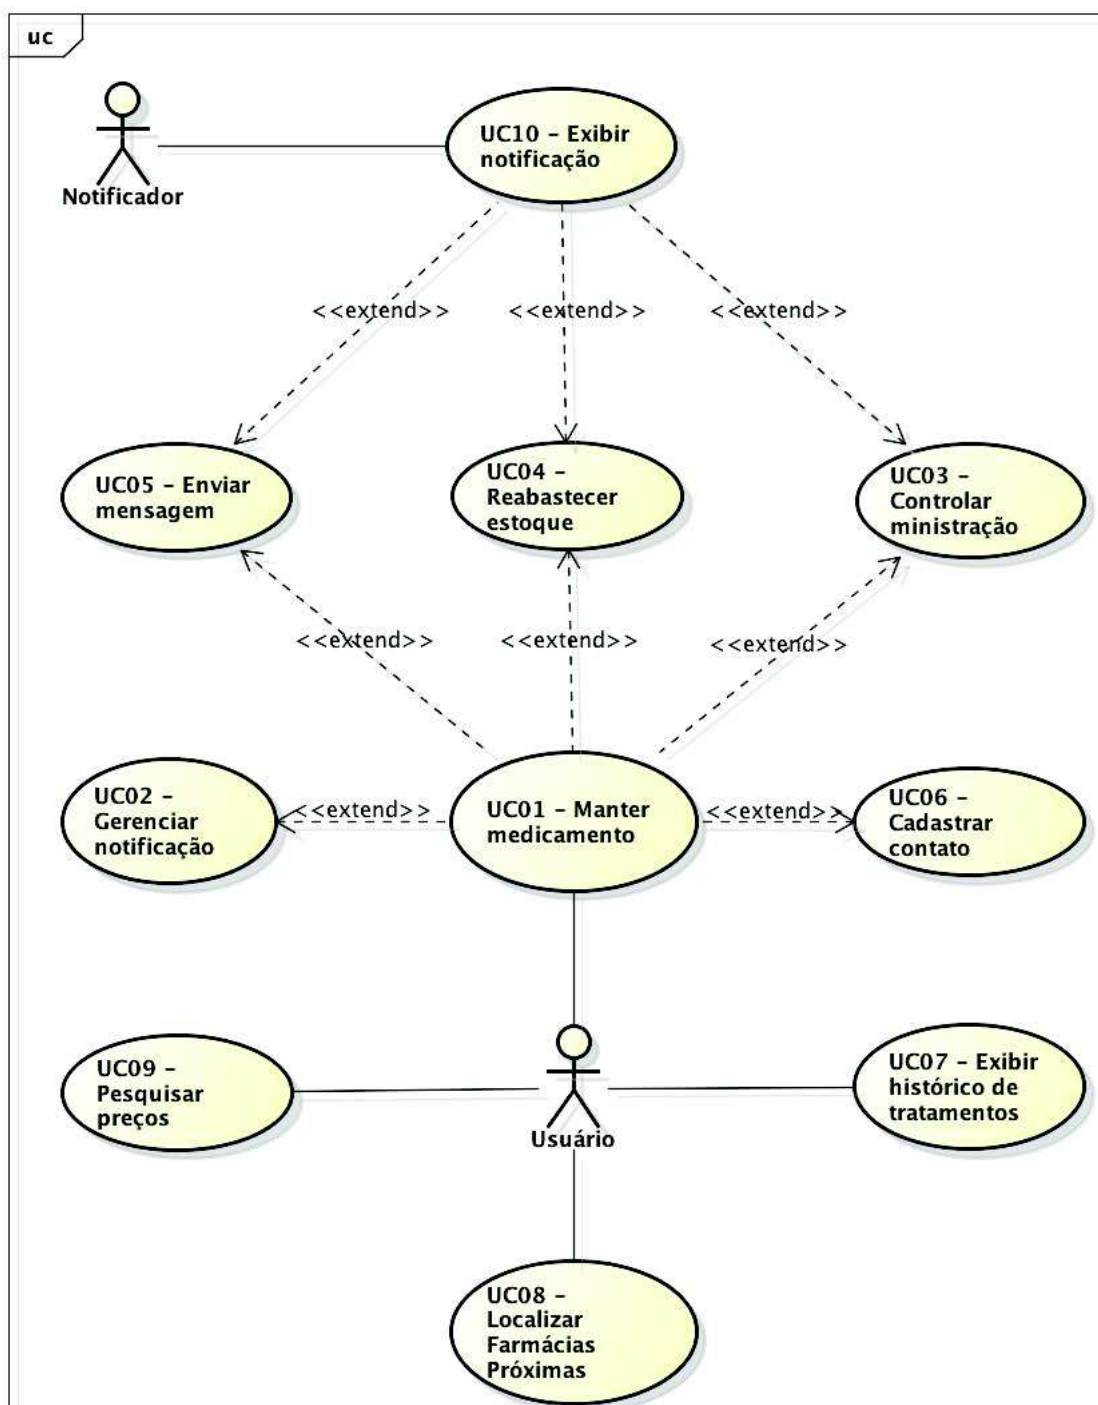 uc
UC10 - Exibir
notificação
Notificador
<<extend>>
<<extend>>
<<extend>>
UC05 - Enviar
mensagem
UC04 -
Reabastecer
estoque
UC03 -
Controlar
ministração
<<extend>>
<<extend>>
<<extend>>
UC02 -
Gerenciar
notificação
<<extend>>
UC01 - Manter
medicamento
<<extend>>
UC06 -
Cadastrar
contato
UC09 -
Pesquisar
preços
Usuário
UC07 - Exibir
histórico de
tratamentos
UC08 -
Localizar
Farmácias
Próximas